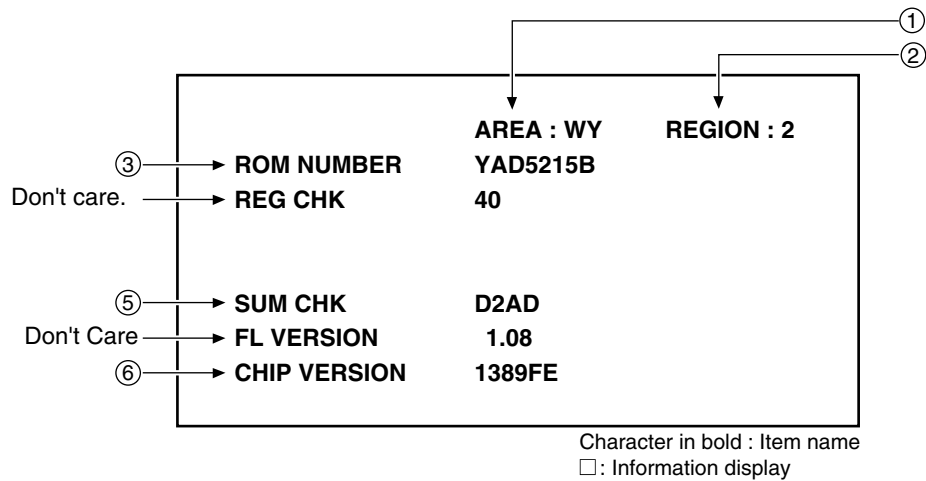 ①
②
AREA : WY REGION : 2
③ ROM NUMBER YAD5215B
Don't care. REG CHK 40
⑤ SUM CHK D2AD
Don't Care FL VERSION 1.08
⑥ CHIP VERSION 1389FE
Character in bold : Item name
□ : Information display